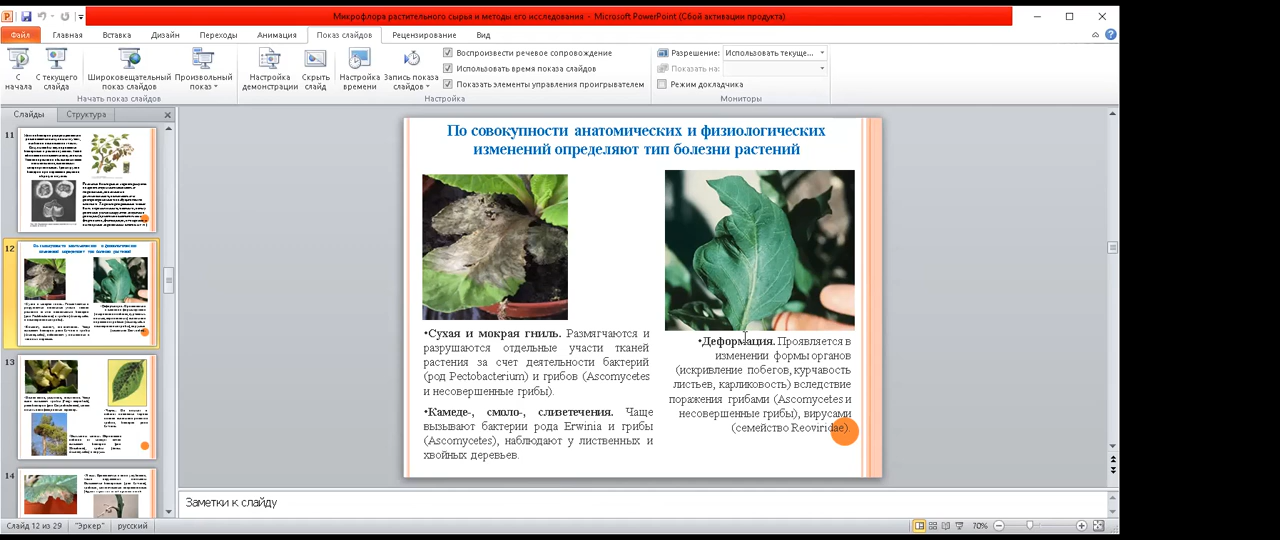 Микрофлора растительного сырья и методы его исследования - Microsoft PowerPoint (Сбой активации продукта)
Файл Главная Вставка Дизайн Переходы Анимация Показ слайдов Рецензирование Вид
С начала
С текущего слайда
Широковещательный показ слайдов
Произвольный показ
Начать показ слайдов
Настройка демонстрации
Скрыть слайд
Настройка времени
Запись показа слайдов
Воспроизвести речевое сопровождение
Использовать время показа слайдов
Показать элементы управления проигрывателем
Настройка
Разрешение: Использовать текуще...
Показать на:
Режим докладчика
Мониторы
Слайды Структура
11
12
13
14
По совокупности анатомических и физиологических
изменений определяют тип болезни растений
•Сухая и мокрая гниль. Размягчаются и
разрушаются отдельные участи тканей
растения за счет деятельности бактерий
(род Pectobacterium) и грибов (Ascomycetes
и несовершенные грибы).
•Камеде-, смоло-, слизетечения. Чаще
вызывают бактерии рода Erwinia и грибы
(Ascomycetes), наблюдают у лиственных и
хвойных деревьев.
•Деформация. Проявляется в
изменении формы органов
(искривление побегов, курчавость
листьев, карликовость) вследствие
поражения грибами (Ascomycetes и
несовершенные грибы), вирусами
(семейство Reoviridae).
Заметки к слайду
Слайд 12 из 29 "Эркер" русский 70%